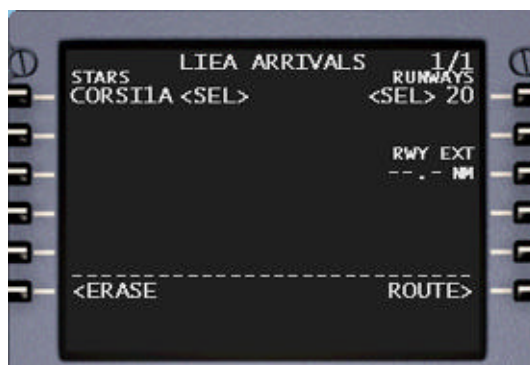 LIEA ARRIVALS 1/1
STARS RUNWAYS
CORSI1A <SEL> <SEL> 20
RWY EXT
--.- NM
<ERASE ROUTE>